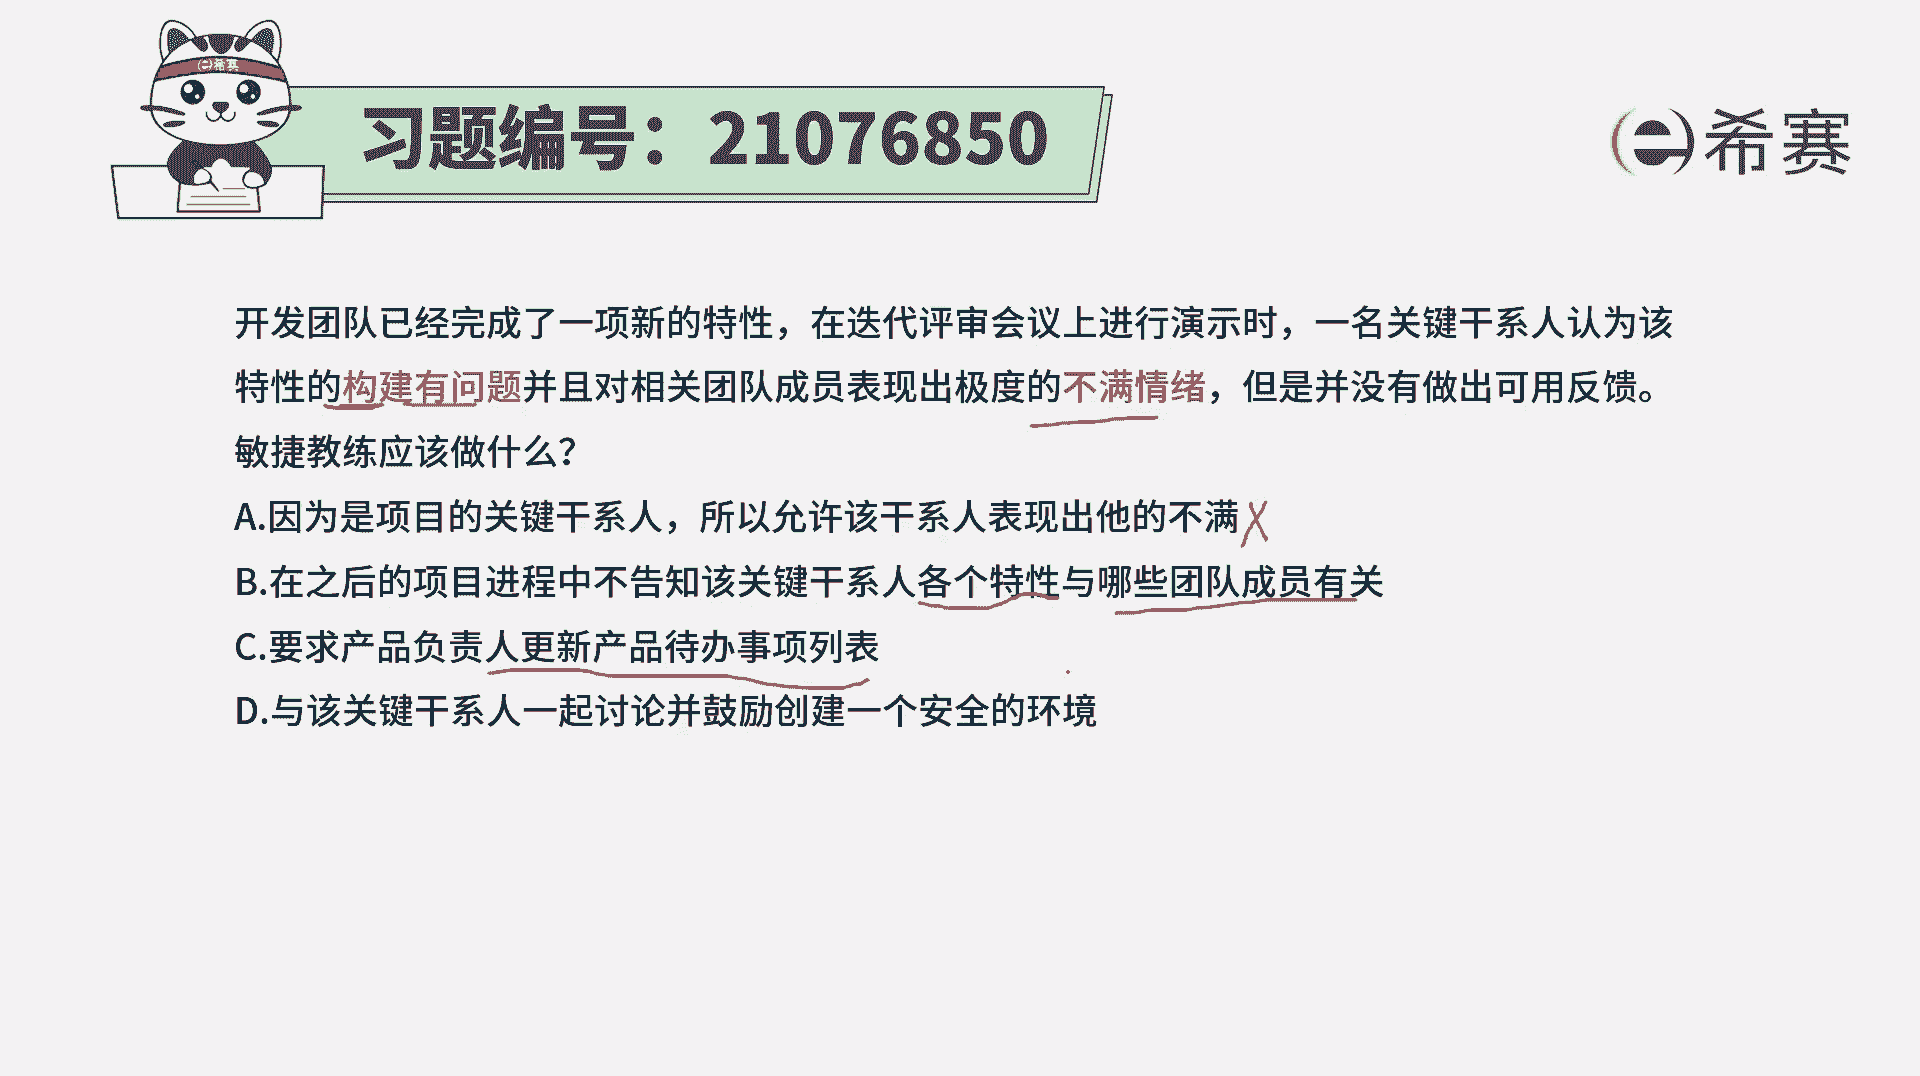 希赛
习题编号：21076850
希赛
开发团队已经完成了一项新的特性，在迭代评审会议上进行演示时，一名关键干系人认为该
特性的构建有问题并且对相关团队成员表现出极度的不满情绪，但是并没有做出可用反馈。
敏捷教练应该做什么？
A.因为是项目的关键干系人，所以允许该干系人表现出他的不满
B.在之后的项目进程中不告知该关键干系人各个特性与哪些团队成员有关
C.要求产品负责人更新产品待办事项列表
D.与该关键干系人一起讨论并鼓励创建一个安全的环境